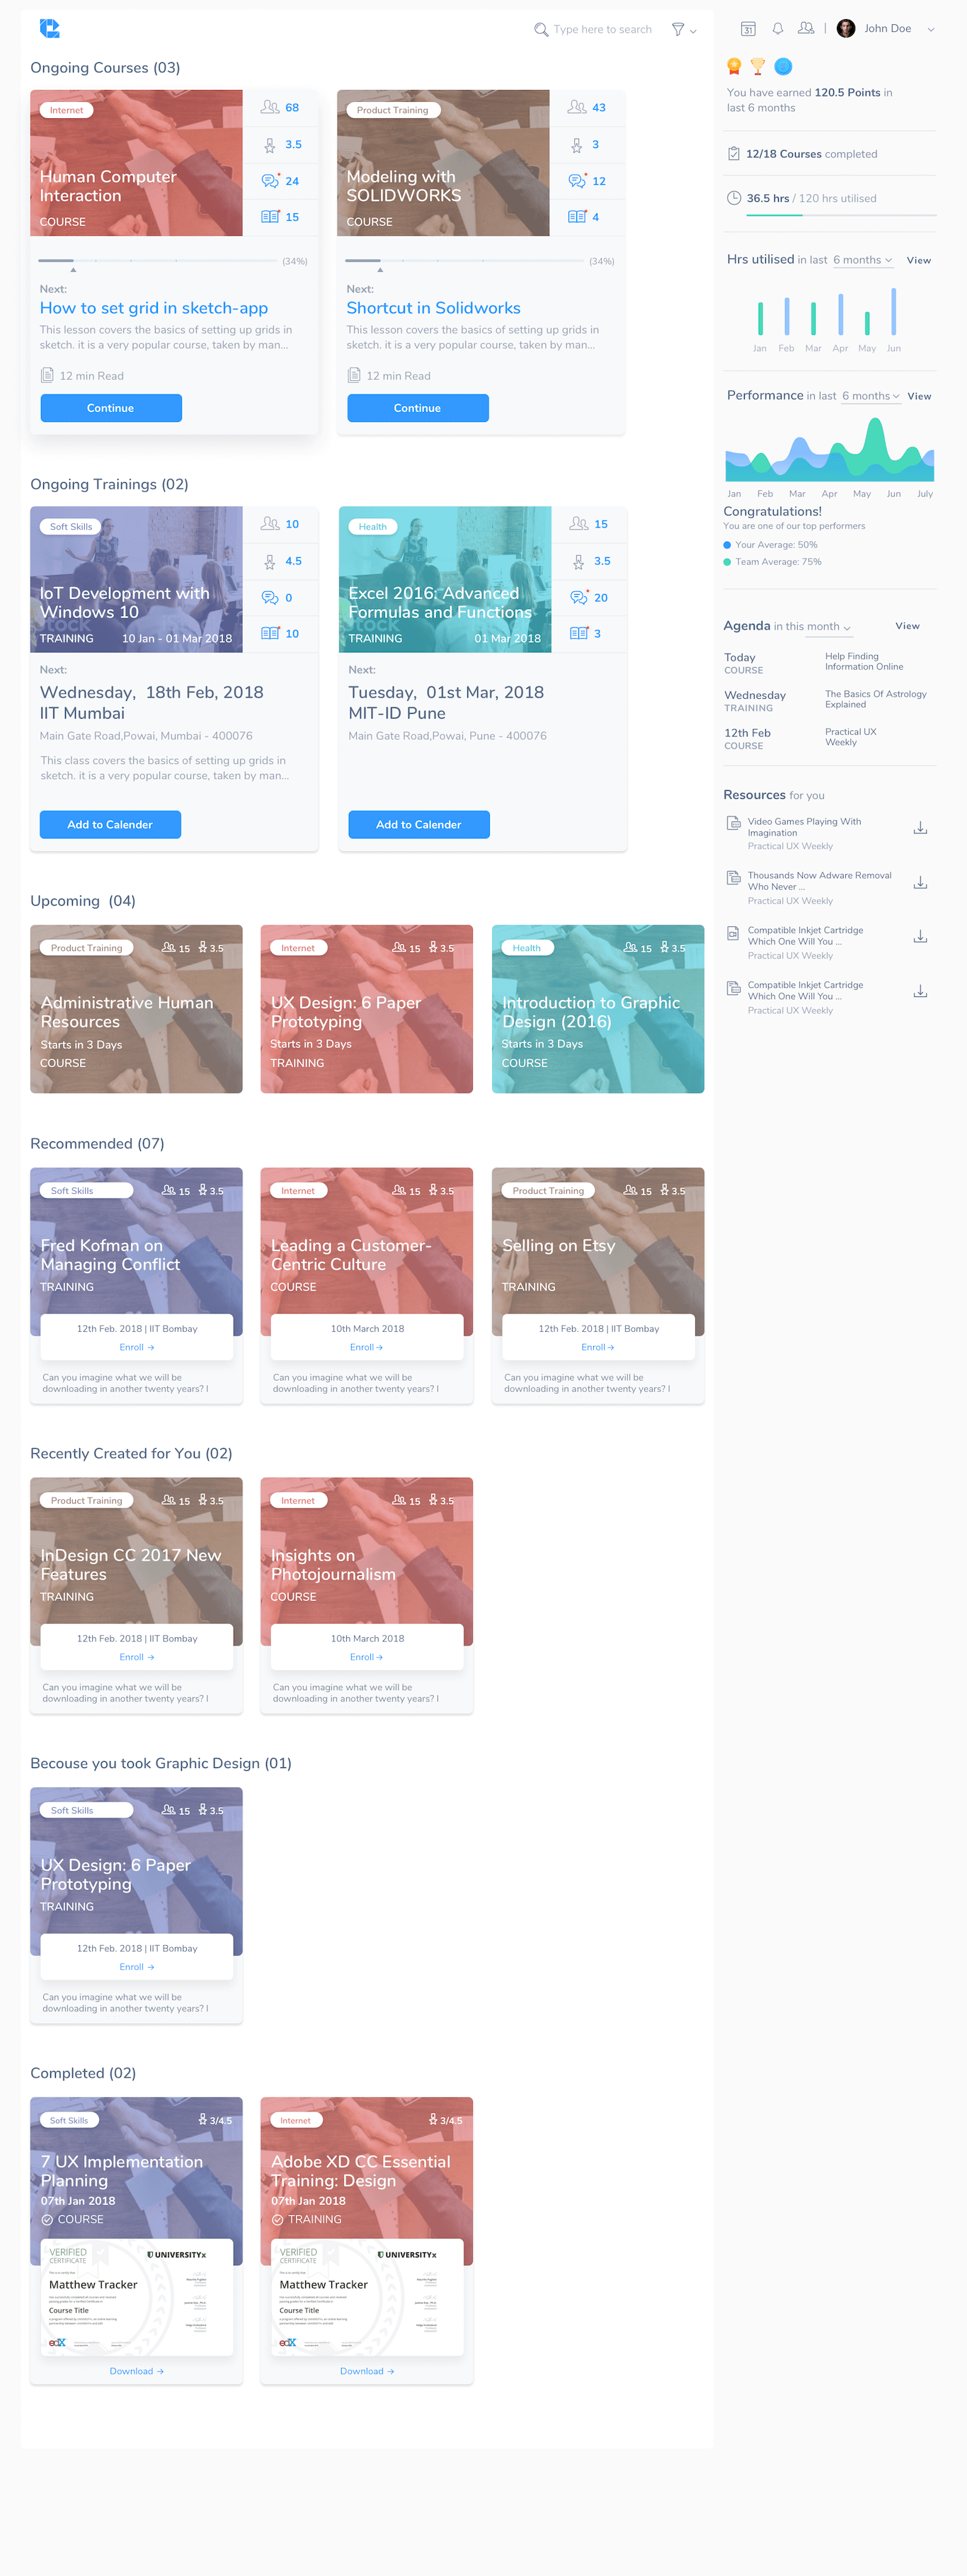 Type here to search
31
John Doe
Ongoing Courses (03)
Internet
Human Computer
Interaction
COURSE
68
3.5
24
15
(34%)
Next:
How to set grid in sketch-app
This lesson covers the basics of setting up grids in
sketch. it is a very popular course, taken by man...
12 min Read
Continue
Product Training
Modeling with
SOLIDWORKS
COURSE
43
3
12
4
(34%)
Next:
Shortcut in Solidworks
This lesson covers the basics of setting up grids in
sketch. it is a very popular course, taken by man...
12 min Read
Continue
Ongoing Trainings (02)
Soft Skills
IoT Development with
Windows 10
TRAINING 10 Jan - 01 Mar 2018
10
4.5
0
10
Next:
Wednesday, 18th Feb, 2018
IIT Mumbai
Main Gate Road,Powai, Mumbai - 400076
This class covers the basics of setting up grids in
sketch. it is a very popular course, taken by man...
Add to Calender
Health
Excel 2016: Advanced
Formulas and Functions
TRAINING 01 Mar 2018
15
3.5
20
3
Next:
Tuesday, 01st Mar, 2018
MIT-ID Pune
Main Gate Road,Powai, Pune - 400076
Add to Calender
Upcoming (04)
Product Training 15 3.5
Administrative Human
Resources
Starts in 3 Days
COURSE
Internet 15 3.5
UX Design: 6 Paper
Prototyping
Starts in 3 Days
TRAINING
Health 15 3.5
Introduction to Graphic
Design (2016)
Starts in 3 Days
COURSE
Recommended (07)
Soft Skills 15 3.5
Fred Kofman on
Managing Conflict
TRAINING
12th Feb. 2018 | IIT Bombay
Enroll →
Can you imagine what we will be
downloading in another twenty years? I
Internet 15 3.5
Leading a Customer-
Centric Culture
COURSE
10th March 2018
Enroll →
Can you imagine what we will be
downloading in another twenty years? I
Product Training 15 3.5
Selling on Etsy
TRAINING
12th Feb. 2018 | IIT Bombay
Enroll →
Can you imagine what we will be
downloading in another twenty years? I
Recently Created for You (02)
Product Training 15 3.5
InDesign CC 2017 New
Features
TRAINING
12th Feb. 2018 | IIT Bombay
Enroll →
Can you imagine what we will be
downloading in another twenty years? I
Internet 15 3.5
Insights on
Photojournalism
COURSE
10th March 2018
Enroll →
Can you imagine what we will be
downloading in another twenty years? I
Becouse you took Graphic Design (01)
Soft Skills 15 3.5
UX Design: 6 Paper
Prototyping
TRAINING
12th Feb. 2018 | IIT Bombay
Enroll →
Can you imagine what we will be
downloading in another twenty years? I
Completed (02)
Soft Skills 3/4.5
7 UX Implementation
Planning
07th Jan 2018
COURSE
VERIFIED
CERTIFICATE
UNIVERSITYx
Matthew Tracker
Course Title
edX
Download →
Internet 3/4.5
Adobe XD CC Essential
Training: Design
07th Jan 2018
TRAINING
VERIFIED
CERTIFICATE
UNIVERSITYx
Matthew Tracker
Course Title
edX
Download →
You have earned 120.5 Points in
last 6 months
12/18 Courses completed
36.5 hrs / 120 hrs utilised
Hrs utilised in last 6 months View
Jan Feb Mar Apr May Jun
Performance in last 6 months View
Jan Feb Mar Apr May Jun July
Congratulations!
You are one of our top performers
Your Average: 50%
Team Average: 75%
Agenda in this month View
Today
COURSE
Help Finding
Information Online
Wednesday
TRAINING
The Basics Of Astrology
Explained
12th Feb
COURSE
Practical UX
Weekly
Resources for you
Video Games Playing With
Imagination
Practical UX Weekly
Thousands Now Adware Removal
Who Never ...
Practical UX Weekly
Compatible Inkjet Cartridge
Which One Will You ...
Practical UX Weekly
Compatible Inkjet Cartridge
Which One Will You ...
Practical UX Weekly